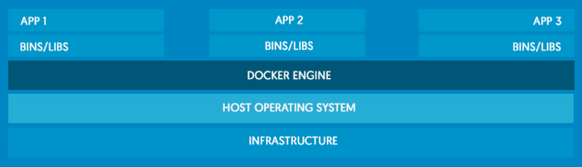 APP 1
APP 2
APP 3
BINS/LIBS
BINS/LIBS
BINS/LIBS
DOCKER ENGINE
HOST OPERATING SYSTEM
INFRASTRUCTURE